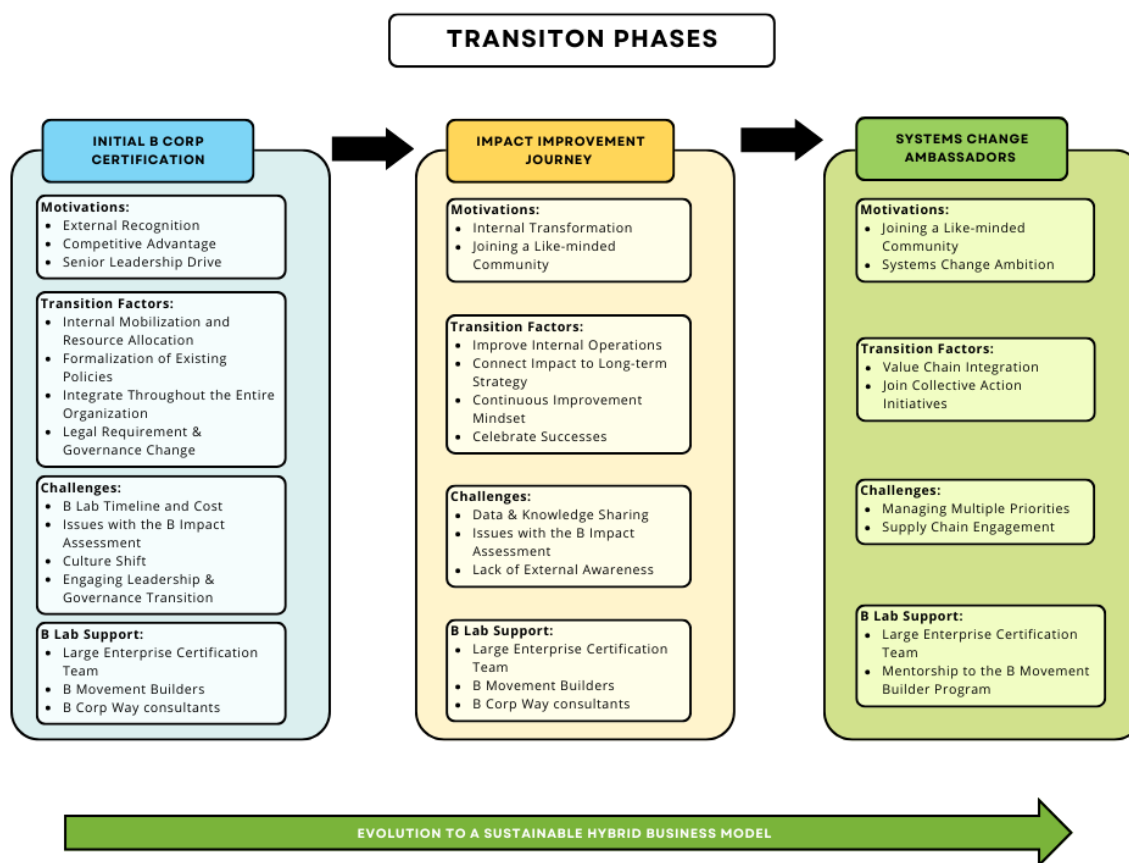 TRANSITON PHASES
INITIAL B CORP
CERTIFICATION
Motivations:
• External Recognition
• Competitive Advantage
• Senior Leadership Drive
Transition Factors:
• Internal Mobilization and
Resource Allocation
• Formalization of Existing
Policies
• Integrate Throughout the Entire
Organization
• Legal Requirement &
Governance Change
Challenges:
• B Lab Timeline and Cost
• Issues with the B Impact
Assessment
• Culture Shift
• Engaging Leadership &
Governance Transition
B Lab Support:
• Large Enterprise Certification
Team
• B Movement Builders
• B Corp Way consultants
IMPACT IMPROVEMENT
JOURNEY
Motivations:
• Internal Transformation
• Joining a Like-minded
Community
Transition Factors:
• Improve Internal Operations
• Connect Impact to Long-term
Strategy
• Continuous Improvement
Mindset
• Celebrate Successes
Challenges:
• Data & Knowledge Sharing
• Issues with the B Impact
Assessment
• Lack of External Awareness
B Lab Support:
• Large Enterprise Certification
Team
• B Movement Builders
• B Corp Way consultants
SYSTEMS CHANGE
AMBASSADORS
Motivations:
• Joining a Like-minded
Community
• Systems Change Ambition
Transition Factors:
• Value Chain Integration
• Join Collective Action
Initiatives
Challenges:
• Managing Multiple Priorities
• Supply Chain Engagement
B Lab Support:
• Large Enterprise Certification
Team
• Mentorship to the B Movement
Builder Program
EVOLUTION TO A SUSTAINABLE HYBRID BUSINESS MODEL